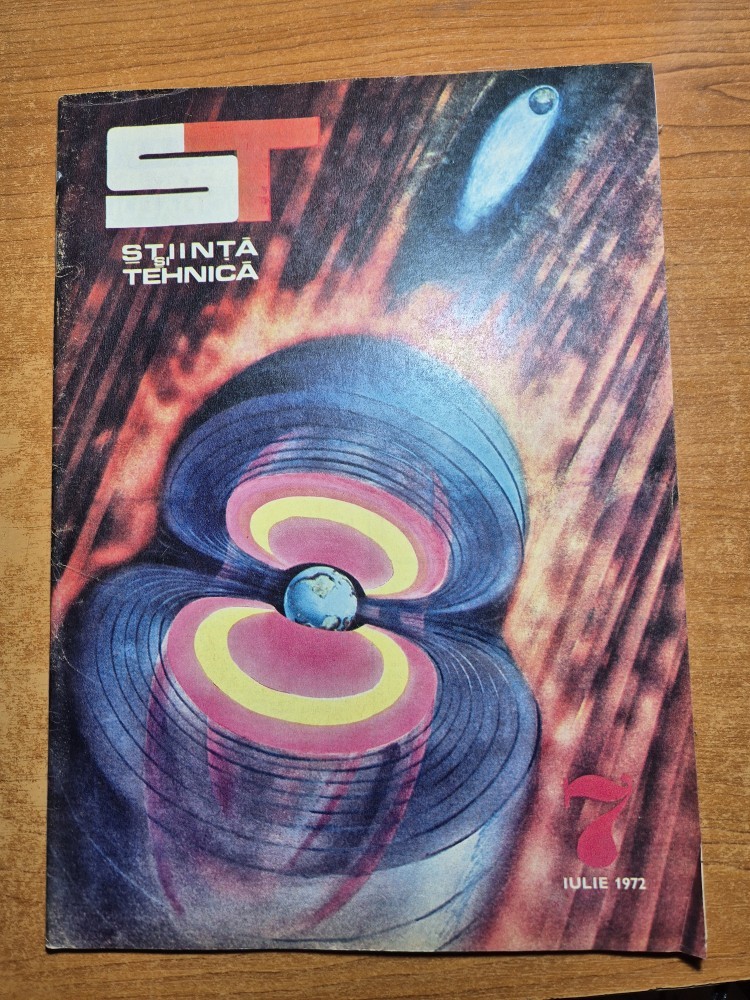 ST
ȘTIINȚĂ
ȘI
TEHNICĂ
7
IULIE 1972